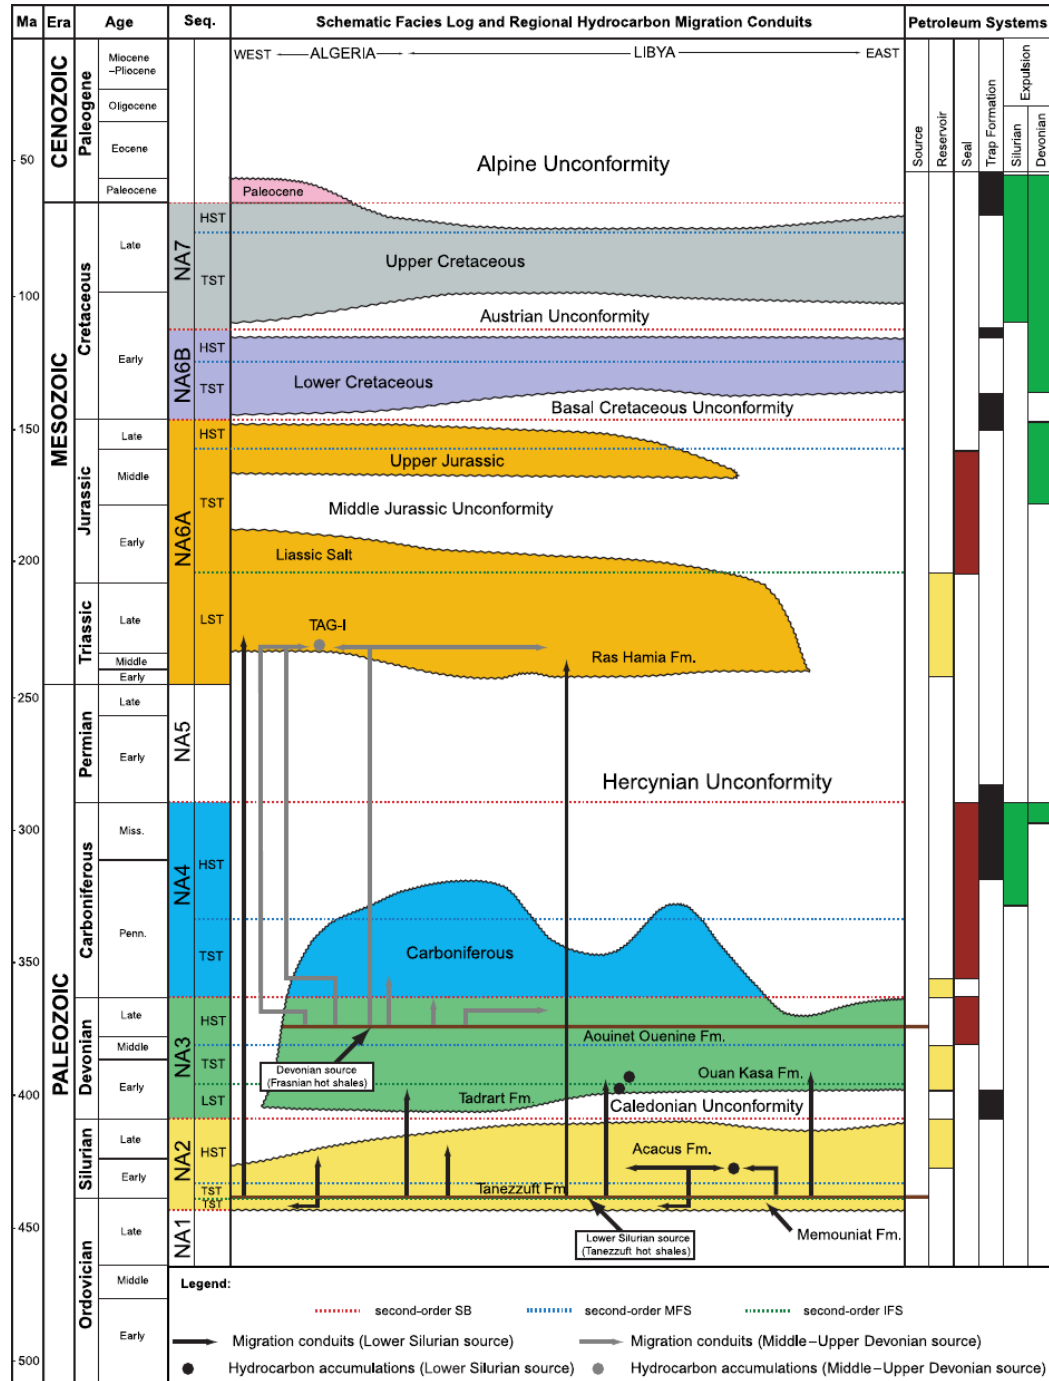 Ma Era Age Seq. Schematic Facies Log and Regional Hydrocarbon Migration Conduits Petroleum Systems
WEST ALGERIA LIBYA EAST
Source
Reservoir
Seal
Trap Formation
Expulsion
Silurian
Devonian
CENOZOIC
Paleogene
Miocene
–Pliocene
Oligocene
Eocene
Paleocene
50
Alpine Unconformity
Paleocene
MESOZOIC
Cretaceous
Late
Early
100
NA7
HST
TST
Upper Cretaceous
Austrian Unconformity
NA6B
HST
TST
Lower Cretaceous
Basal Cretaceous Unconformity
150
Jurassic
Late
Middle
Early
NA6A
HST
TST
LST
Upper Jurassic
Middle Jurassic Unconformity
Liassic Salt
200
Triassic
Late
Middle
Early
TAG-I
Ras Hamia Fm.
250
PALEOZOIC
Permian
Late
Early
NA5
Hercynian Unconformity
300
Carboniferous
Miss.
Penn.
NA4
HST
TST
Carboniferous
350
Devonian
Late
Middle
Early
NA3
HST
TST
LST
Aouinet Ouenine Fm.
Devonian source
(Frasnian hot shales)
Ouan Kasa Fm.
Tadrart Fm.
Caledonian Unconformity
400
Silurian
Late
Early
NA2
HST
TST
TST
Acacus Fm.
Tanezzuft Fm
Lower Silurian source
(Tanezzuft hot shales)
Memouniat Fm.
450
Ordovician
Late
Middle
Early
NA1
500
Legend:
second-order SB second-order MFS second-order IFS
Migration conduits (Lower Silurian source) Migration conduits (Middle–Upper Devonian source)
Hydrocarbon accumulations (Lower Silurian source) Hydrocarbon accumulations (Middle–Upper Devonian source)